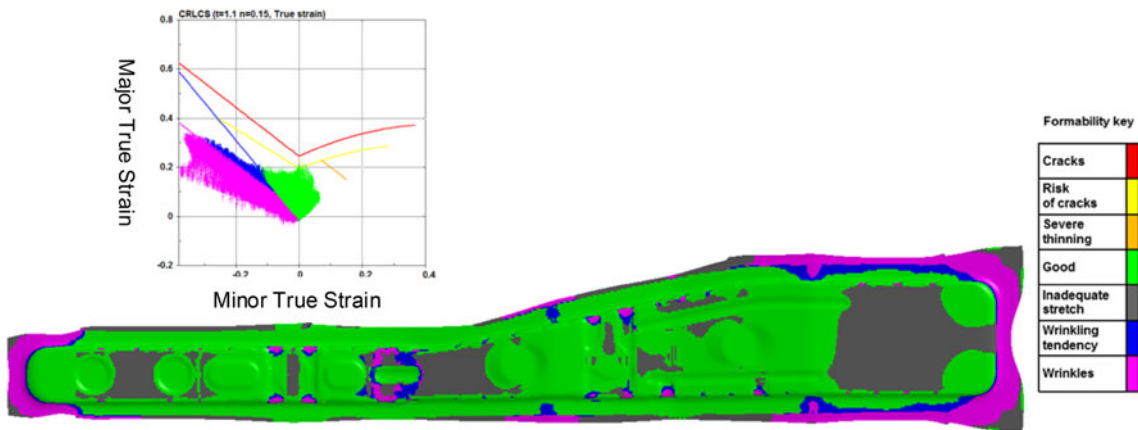 CRLCS (t=1.1 n=0.15, True strain)
0.8
0.6
0.4
0.2
0
-0.2
-0.2
0
0.2
0.4
Major True Strain
Minor True Strain
Formability key
Cracks
Risk
of cracks
Severe
thinning
Good
Inadequate
stretch
Wrinkling
tendency
Wrinkles